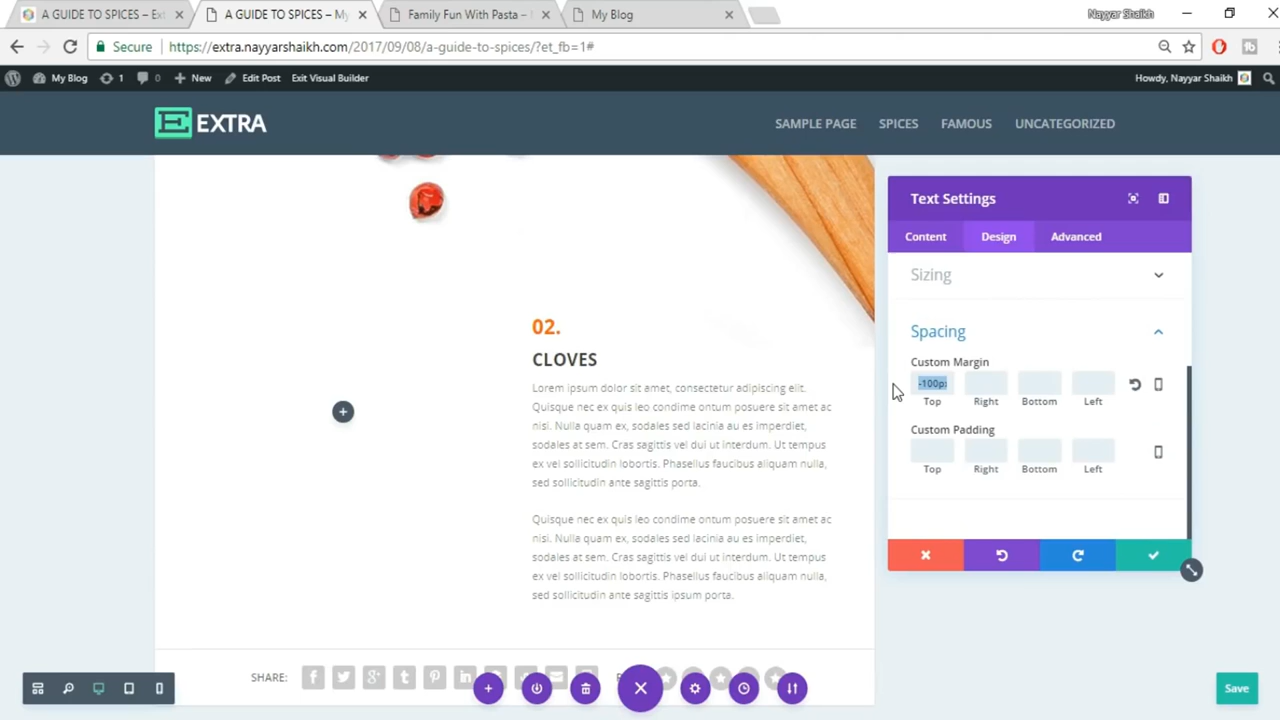 A GUIDE TO SPICES – Ext
A GUIDE TO SPICES – My
Family Fun With Pasta –
My Blog
Nayyar Shaikh
Secure
https://extra.nayyarshaikh.com/2017/09/08/a-guide-to-spices/?et_fb=1#
My Blog
1
0
New
Edit Post
Exit Visual Builder
Howdy, Nayyar Shaikh
EXTRA
SAMPLE PAGE
SPICES
FAMOUS
UNCATEGORIZED
Text Settings
Content
Design
Advanced
Sizing
Spacing
Custom Margin
-100px
Top
Right
Bottom
Left
Custom Padding
Top
Right
Bottom
Left
02.
CLOVES
Lorem ipsum dolor sit amet, consectetur adipiscing elit.
Quisque nec ex quis leo condime ontum posuere sit amet ac
nisi. Nulla quam ex, sodales sed lacinia au mors es imperdiet,
sodales at sem. Cras sagittis vel dui ut interdum. Ut tempus
ex vel sollicitudin lobortis. Phasellus faucibus aliquam nulla,
sed sollicitudin ante sagittis porta.
Quisque nec ex quis leo condime ontum posuere sit amet ac
nisi. Nulla quam ex, sodales sed lacinia au mors es imperdiet,
sodales at sem. Cras sagittis vel dui ut interdum. Ut tempus
ex vel sollicitudin lobortis. Phasellus faucibus aliquam nulla,
sed sollicitudin ante sagittis ipsum porta.
SHARE:
Save